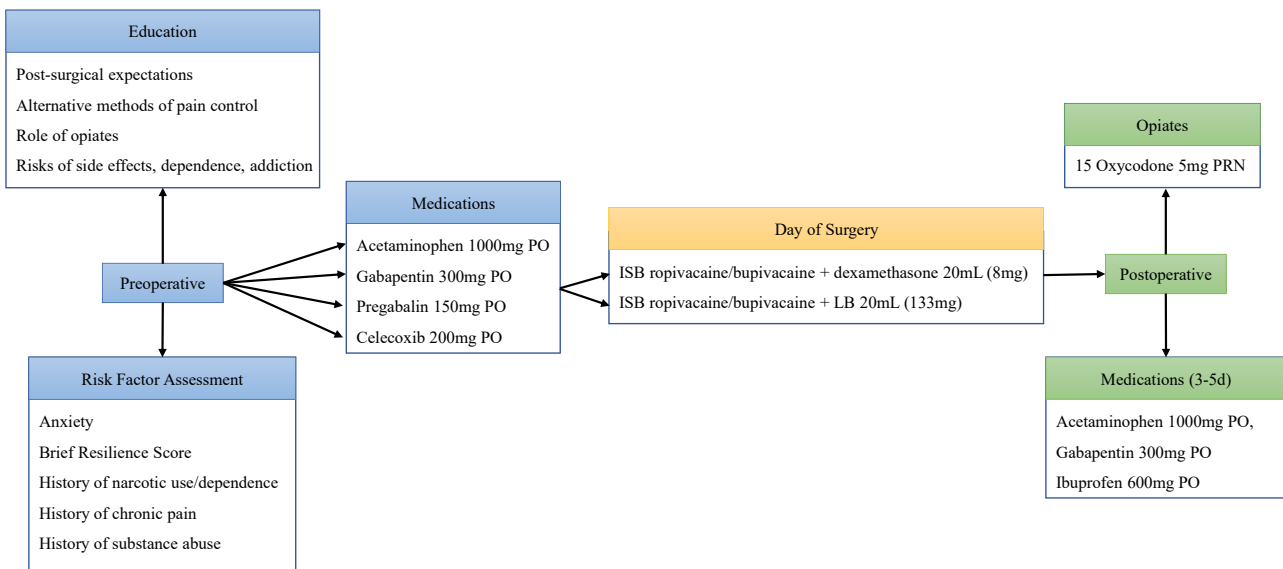 Education
Post-surgical expectations
Alternative methods of pain control
Role of opiates
Risks of side effects, dependence, addiction
Preoperative
Risk Factor Assessment
Anxiety
Brief Resilience Score
History of narcotic use/dependence
History of chronic pain
History of substance abuse
Medications
Acetaminophen 1000mg PO
Gabapentin 300mg PO
Pregabalin 150mg PO
Celecoxib 200mg PO
Day of Surgery
ISB ropivacaine/bupivacaine + dexamethasone 20mL (8mg)
ISB ropivacaine/bupivacaine + LB 20mL (133mg)
Opiates
15 Oxycodone 5mg PRN
Postoperative
Medications (3-5d)
Acetaminophen 1000mg PO,
Gabapentin 300mg PO
Ibuprofen 600mg PO